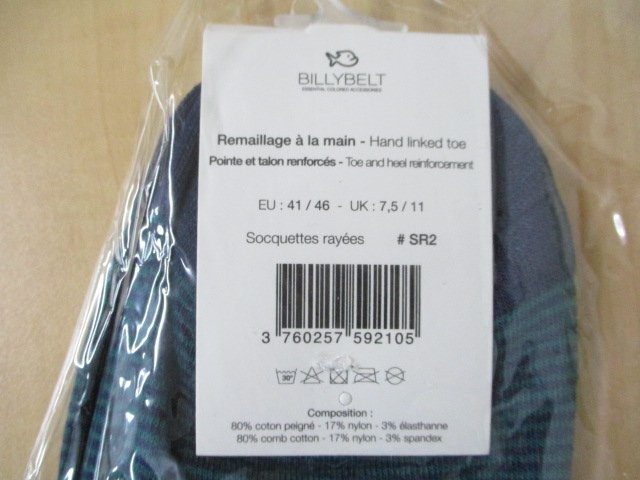 BILLYBELT
ESSENTIAL COLORED ACCESSORIES
Remaillage à la main - Hand linked toe
Pointe et talon renforcés - Toe and heel reinforcement
EU : 41 / 46 - UK : 7,5 / 11
Socquettes rayées # SR2
3 760257 592105
30°
Composition :
80% coton peigné - 17% nylon - 3% élasthanne
80% comb cotton - 17% nylon - 3% spandex